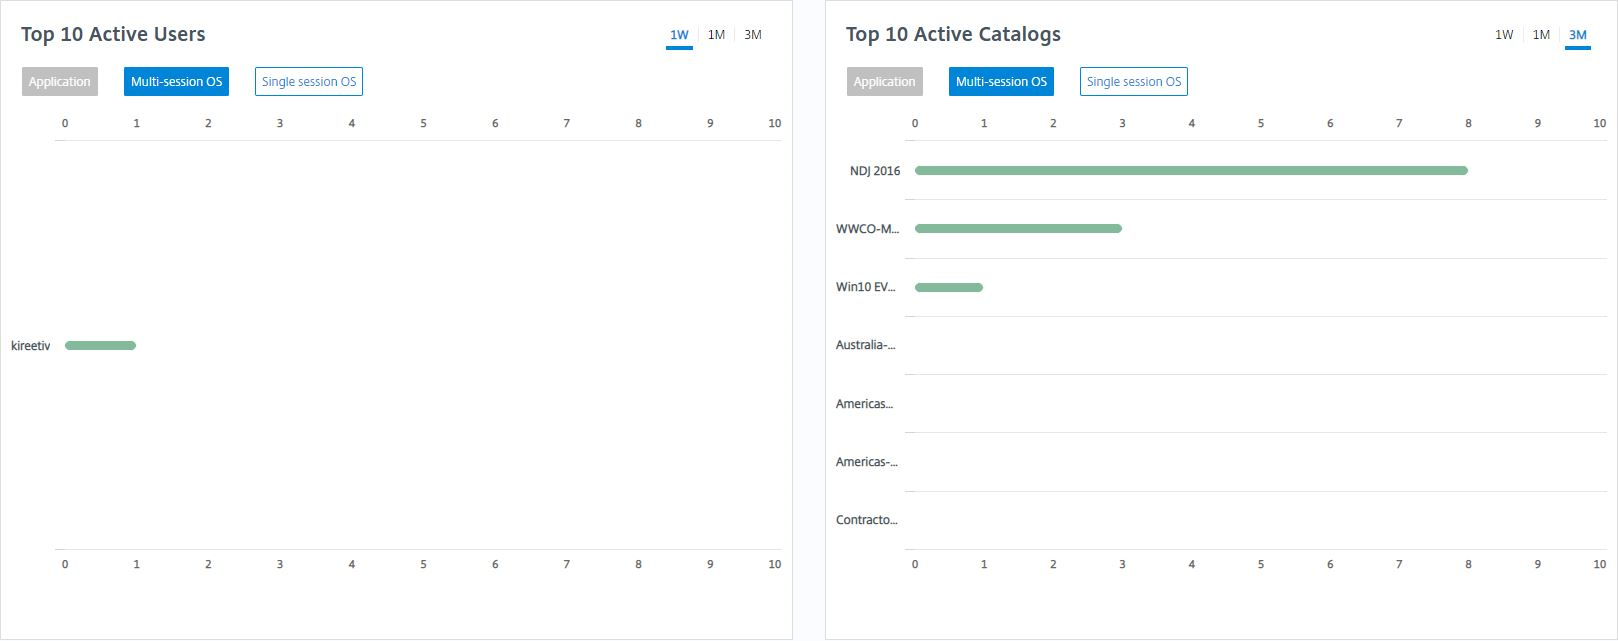 Top 10 Active Users
1W 1M 3M
Application Multi-session OS Single session OS
0 1 2 3 4 5 6 7 8 9 10
kireetiv
0 1 2 3 4 5 6 7 8 9 10
Top 10 Active Catalogs
1W 1M 3M
Application Multi-session OS Single session OS
0 1 2 3 4 5 6 7 8 9 10
NDJ 2016
WWCO-M...
Win10 EV...
Australia-...
Americas...
Americas-...
Contracto...
0 1 2 3 4 5 6 7 8 9 10